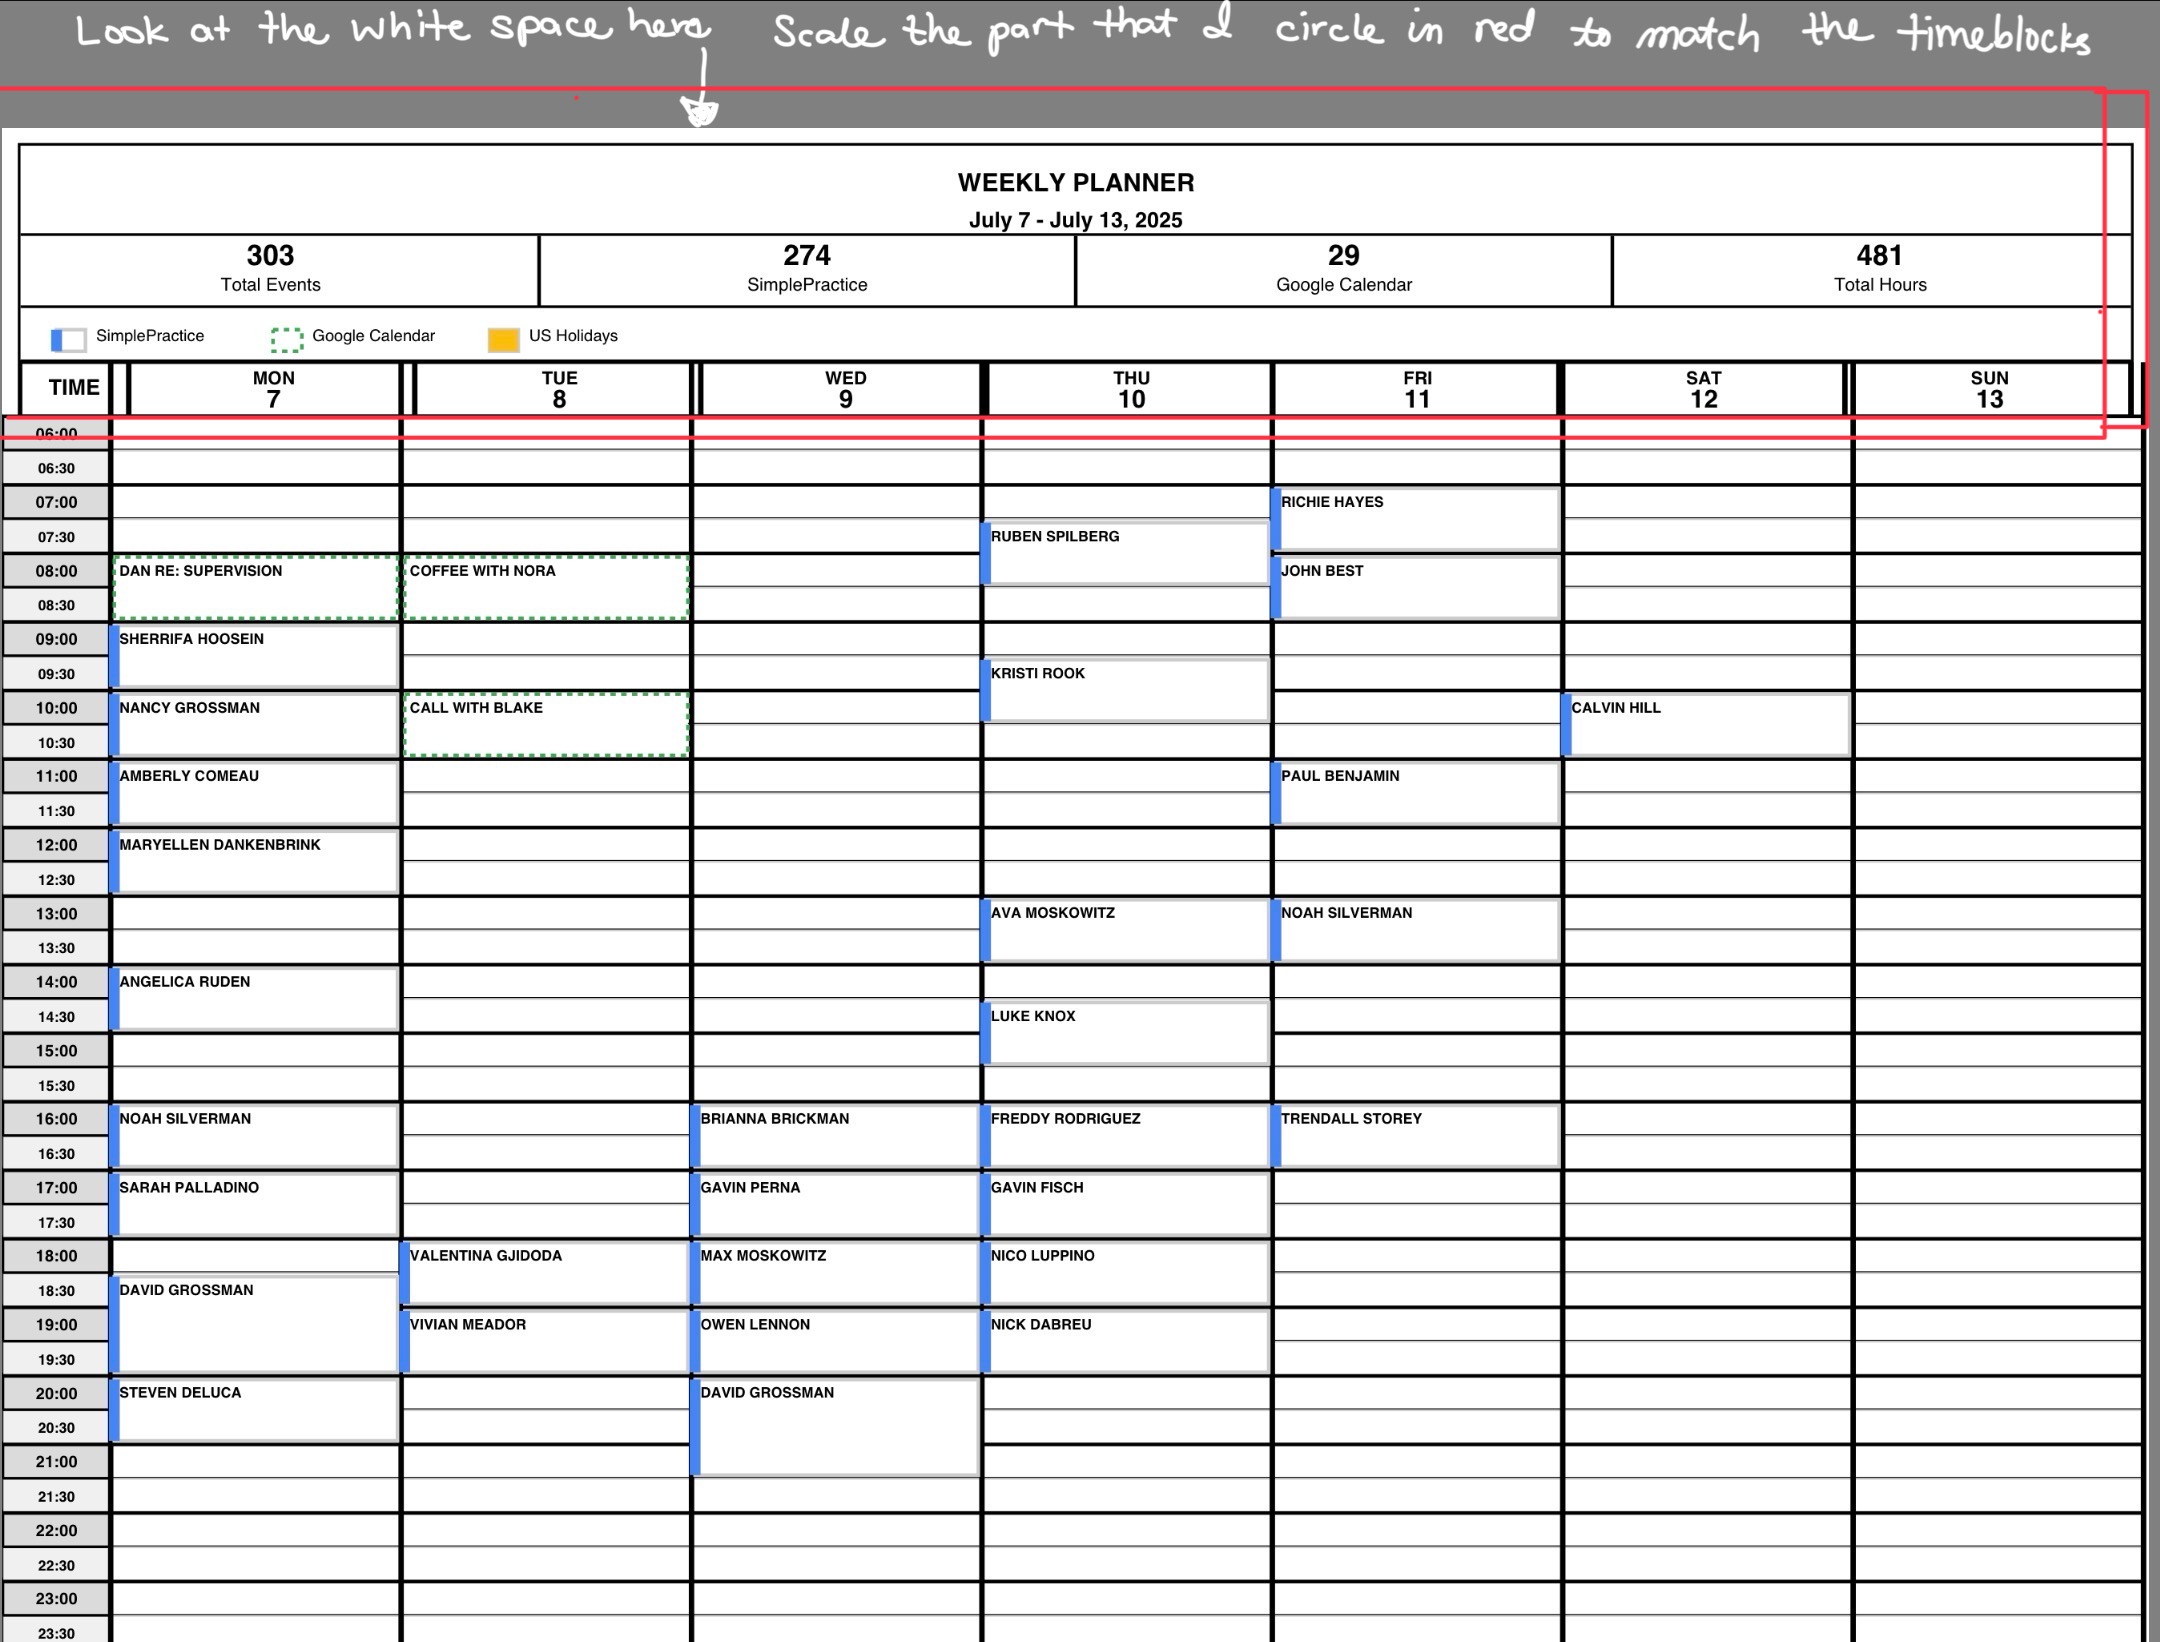 Look at the white space here Scale the part that I circle in red to match the timeblocks
WEEKLY PLANNER
July 7 - July 13, 2025
303 274 29 481
Total Events SimplePractice Google Calendar Total Hours
SimplePractice Google Calendar US Holidays
TIME MON TUE WED THU FRI SAT SUN
7 8 9 10 11 12 13
06:00
06:30
07:00 RICHIE HAYES
07:30 RUBEN SPILBERG
08:00 DAN RE: SUPERVISION COFFEE WITH NORA JOHN BEST
08:30
09:00 SHERRIFA HOOSEIN
09:30 KRISTI ROOK
10:00 NANCY GROSSMAN CALL WITH BLAKE CALVIN HILL
10:30
11:00 AMBERLY COMEAU PAUL BENJAMIN
11:30
12:00 MARYELLEN DANKENBRINK
12:30
13:00 AVA MOSKOWITZ NOAH SILVERMAN
13:30
14:00 ANGELICA RUDEN
14:30 LUKE KNOX
15:00
15:30
16:00 NOAH SILVERMAN BRIANNA BRICKMAN FREDDY RODRIGUEZ TRENDALL STOREY
16:30
17:00 SARAH PALLADINO GAVIN PERNA GAVIN FISCH
17:30
18:00 VALENTINA GJIDODA MAX MOSKOWITZ NICO LUPPINO
18:30 DAVID GROSSMAN
19:00 VIVIAN MEADOR OWEN LENNON NICK DABREU
19:30
20:00 STEVEN DELUCA DAVID GROSSMAN
20:30
21:00
21:30
22:00
22:30
23:00
23:30